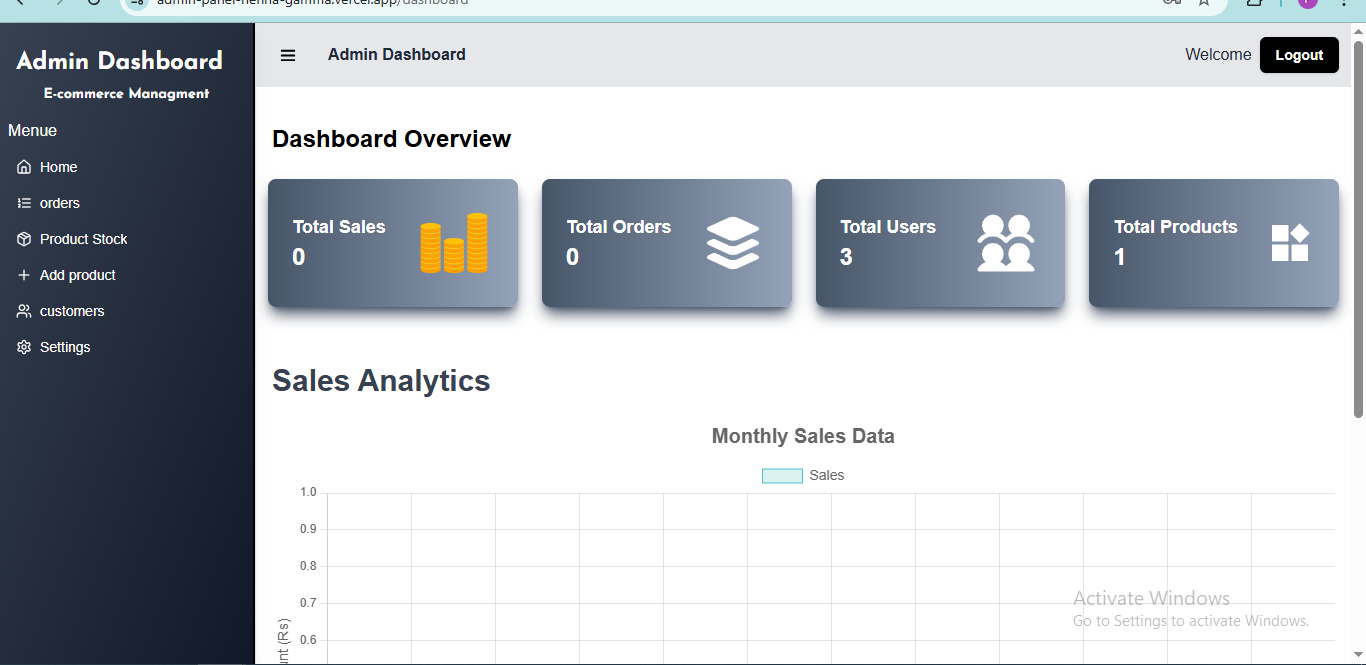 admin-panel-henna-gamma.vercel.app/dashboard
Admin Dashboard
E-commerce Managment
Menue
Home
orders
Product Stock
Add product
customers
Settings
Admin Dashboard
Welcome
Logout
Dashboard Overview
Total Sales
0
Total Orders
0
Total Users
3
Total Products
1
Sales Analytics
Monthly Sales Data
Sales
1.0
0.9
0.8
0.7
0.6
(Rs)
Activate Windows
Go to Settings to activate Windows.